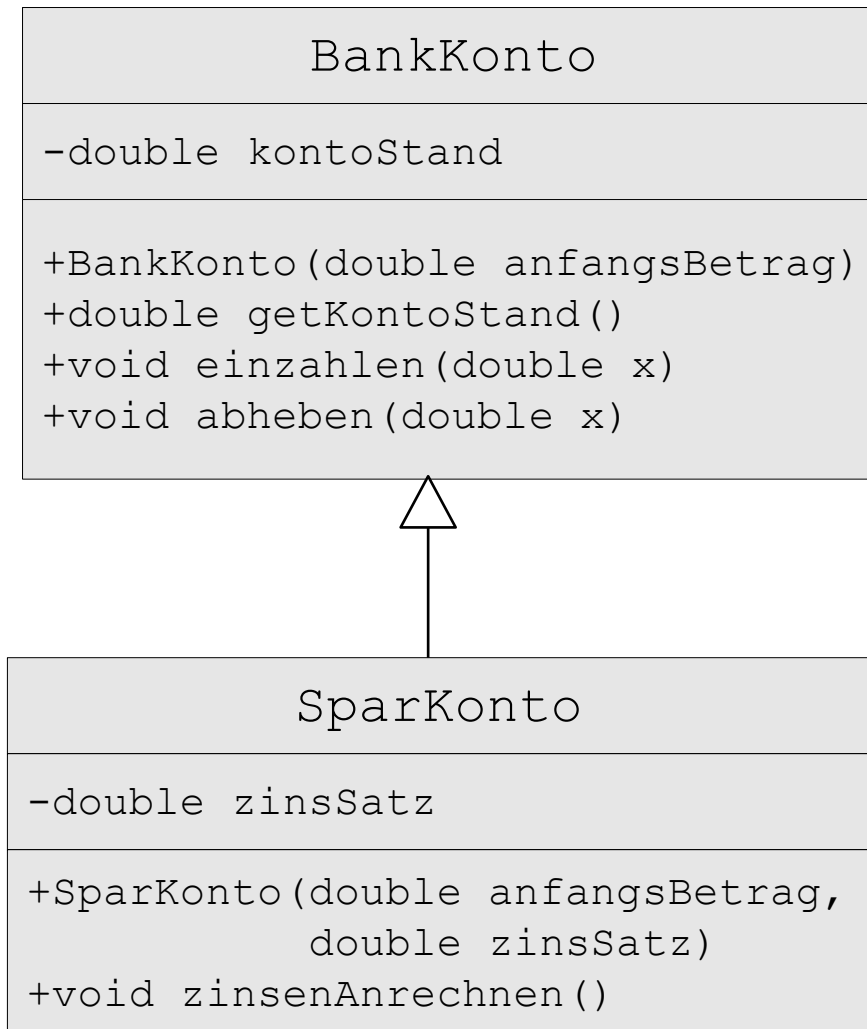 BankKonto
-double kontoStand
+BankKonto(double anfangsBetrag)
+double getKontoStand()
+void einzahlen(double x)
+void abheben(double x)
SparKonto
-double zinsSatz
+SparKonto(double anfangsBetrag,
double zinsSatz)
+void zinsenAnrechnen()